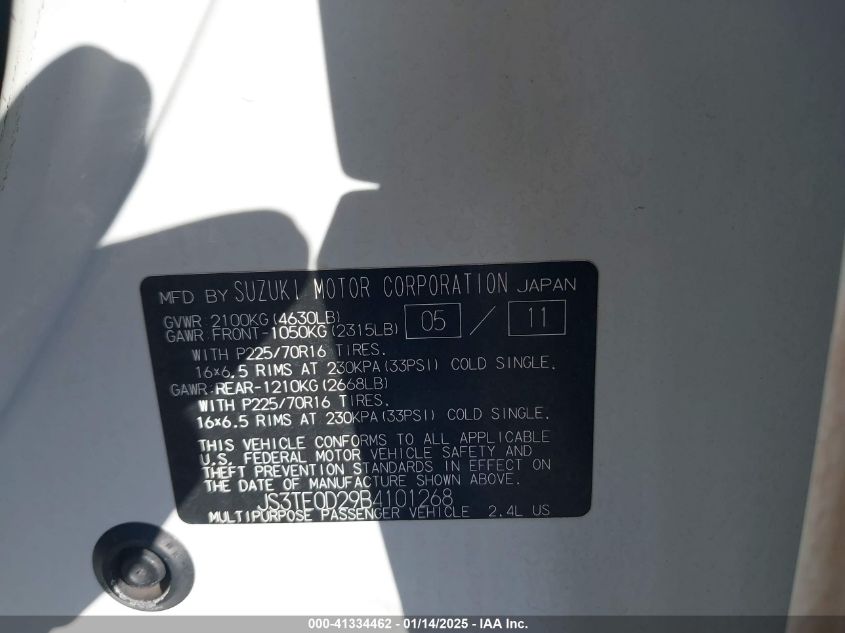 MFD BY SUZUKI MOTOR CORPORATION JAPAN
GVWR 2100KG(4630LB) 05 / 11
GAWR FRONT-1050KG(2315LB)
WITH P225/70R16 TIRES.
16x6.5 RIMS AT 230KPA(33PSI) COLD SINGLE.
GAWR REAR-1210KG(2668LB)
WITH P225/70R16 TIRES.
16x6.5 RIMS AT 230KPA(33PSI) COLD SINGLE.
THIS VEHICLE CONFORMS TO ALL APPLICABLE
U.S. FEDERAL MOTOR VEHICLE SAFETY AND
THEFT PREVENTION STANDARDS IN EFFECT ON
THE DATE OF MANUFACTURE SHOWN ABOVE.
JS3TE0D29B4101268
MULTIPURPOSE PASSENGER VEHICLE 2.4L US
000-41334462 - 01/14/2025 - IAA Inc.